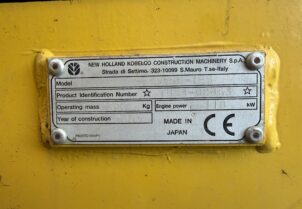 NEW HOLLAND KOBELCO CONSTRUCTION MACHINERY S.p.A.
Strada di Settimo. 323-10099 S.Mauro T.se-Italy
Model
Product Identification Number
Operating mass Kg Engine power kW
Year of construction
MADE IN
JAPAN
CE